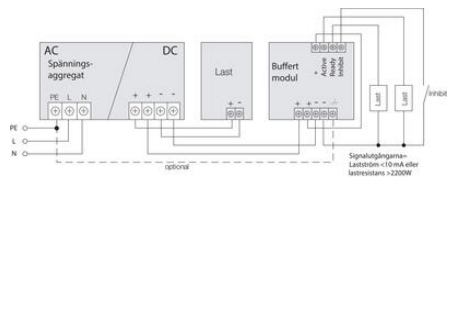 AC
DC
Spännings-
aggregat
PE L N
+ + - -
Last
+ -
Buffert
modul
+
Active
Ready
Inhibit
+ + - -
Last
Last
Inhibit
PE
L
N
optional
Signalutgångarna=
Lastström <10 mA eller
lastresistans >2200W